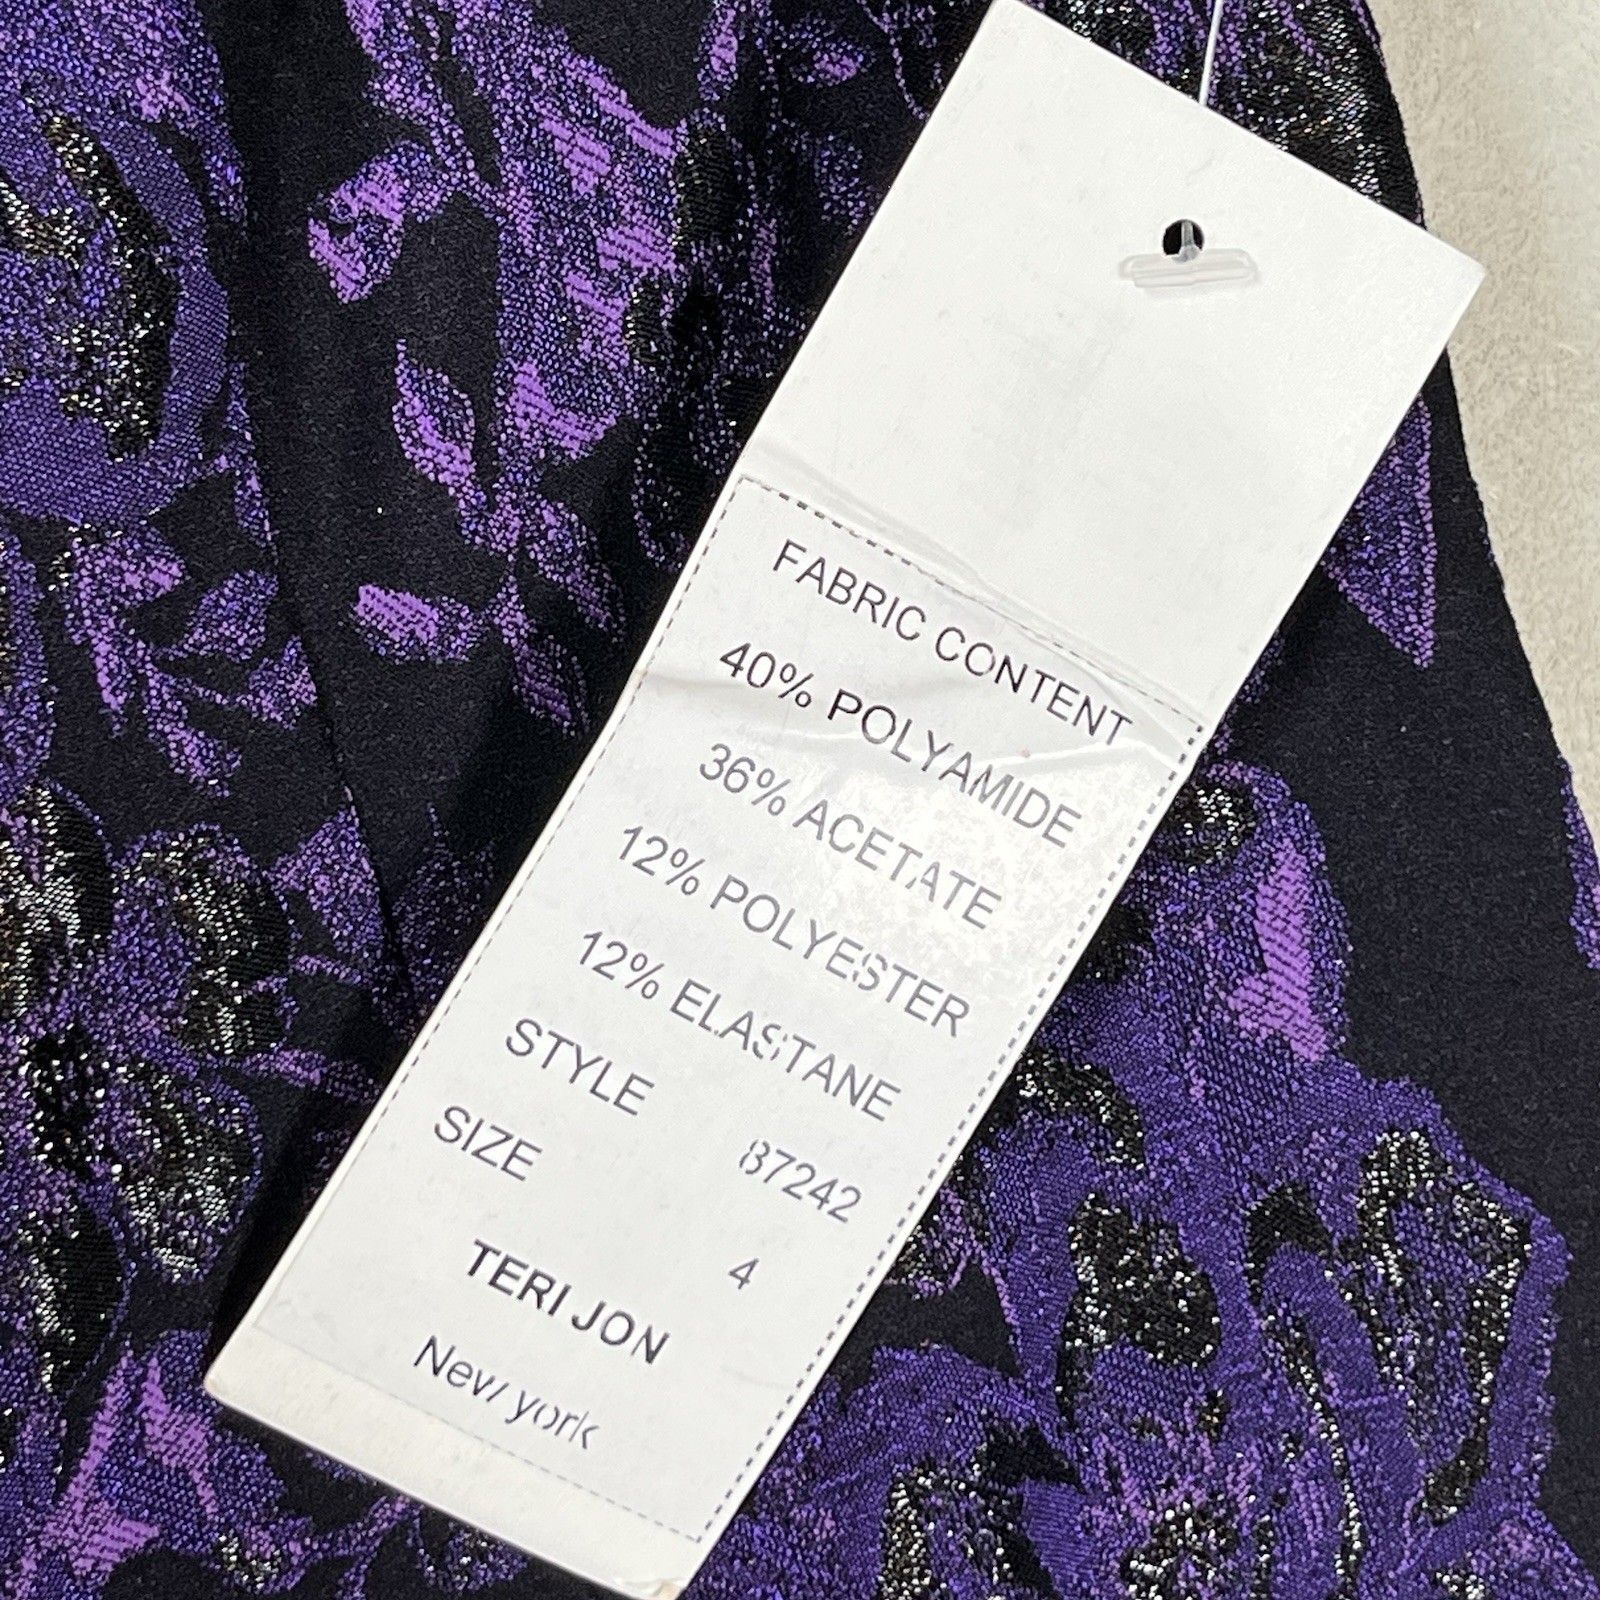 FABRIC CONTENT
40% POLYAMIDE
36% ACETATE
12% POLYESTER
12% ELASTANE
STYLE 87242
SIZE 4
TERI JON
New york